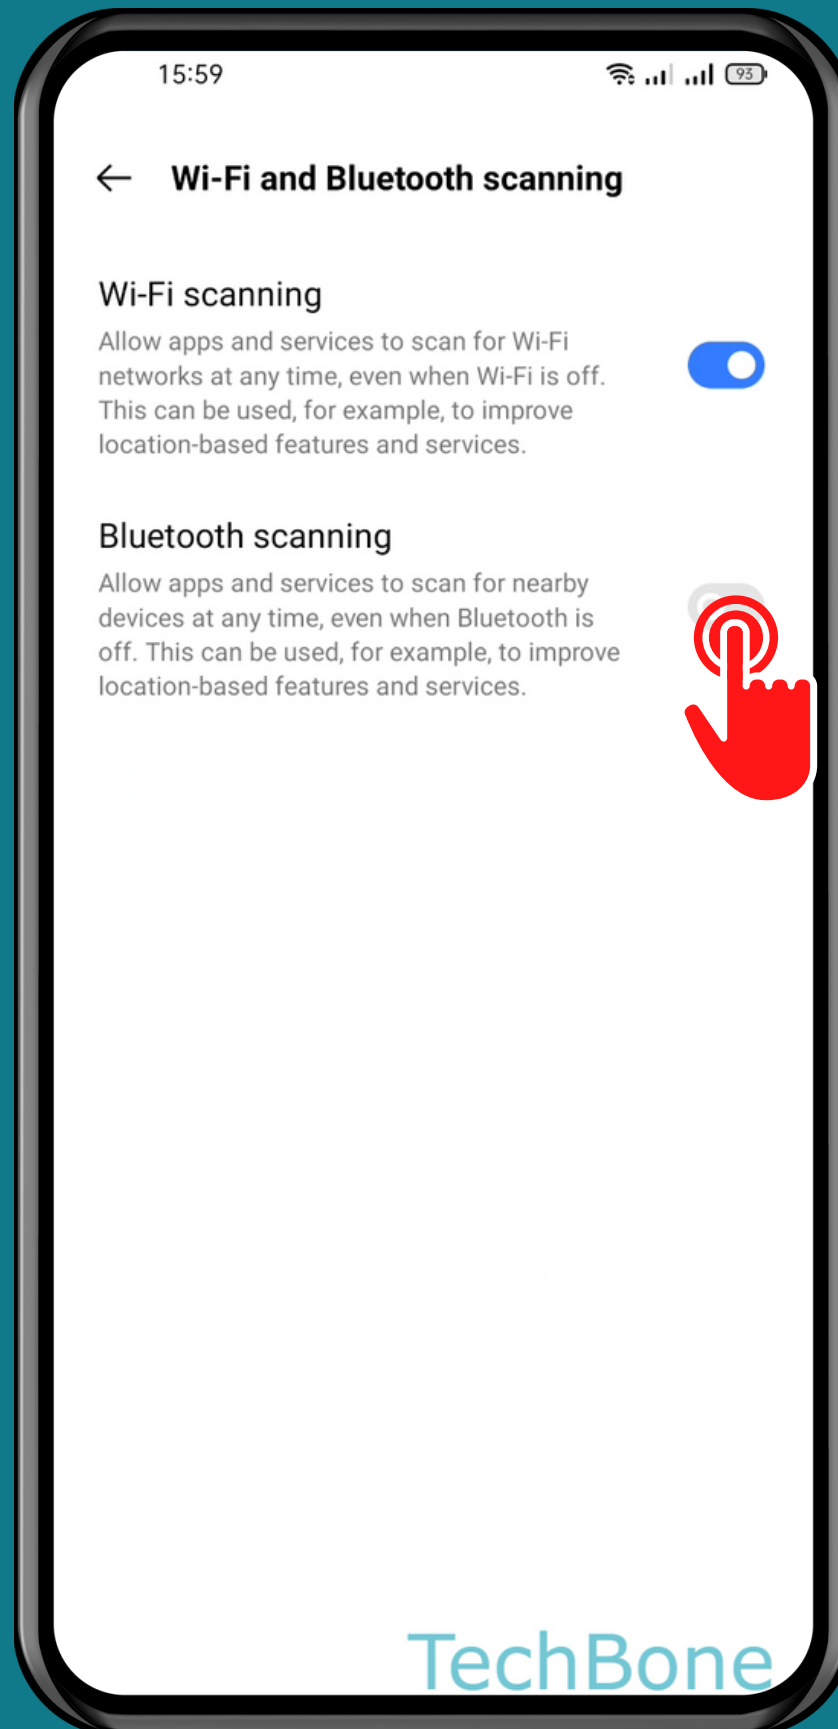 15:59
93
Wi-Fi and Bluetooth scanning
Wi-Fi scanning
Allow apps and services to scan for Wi-Fi
networks at any time, even when Wi-Fi is off.
This can be used, for example, to improve
location-based features and services.
Bluetooth scanning
Allow apps and services to scan for nearby
devices at any time, even when Bluetooth is
off. This can be used, for example, to improve
location-based features and services.
TechBone